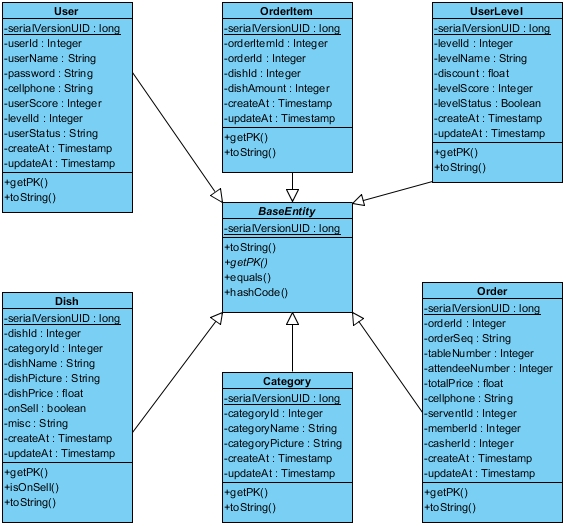 User
-serialVersionUID : long
-userId : Integer
-userName : String
-password : String
-cellphone : String
-userScore : Integer
-levelId : Integer
-userStatus : String
-createAt : Timestamp
-updateAt : Timestamp
+getPK()
+toString()
OrderItem
-serialVersionUID : long
-orderItemId : Integer
-orderId : Integer
-dishId : Integer
-dishAmount : Integer
-createAt : Timestamp
-updateAt : Timestamp
+getPK()
+toString()
UserLevel
-serialVersionUID : long
-levelId : Integer
-levelName : String
-discount : float
-levelScore : Integer
-levelStatus : Boolean
-createAt : Timestamp
-updateAt : Timestamp
+getPK()
+toString()
BaseEntity
-serialVersionUID : long
+toString()
+getPK()
+equals()
+hashCode()
Dish
-serialVersionUID : long
-dishId : Integer
-categoryId : Integer
-dishName : String
-dishPicture : String
-dishPrice : float
-onSell : boolean
-misc : String
-createAt : Timestamp
-updateAt : Timestamp
+getPK()
+isOnSell()
+toString()
Category
-serialVersionUID : long
-categoryId : Integer
-categoryName : String
-categoryPicture : String
-createAt : Timestamp
-updateAt : Timestamp
+getPK()
+toString()
Order
-serialVersionUID : long
-orderId : Integer
-orderSeq : String
-tableNumber : Integer
-attendeeNumber : Integer
-totalPrice : float
-cellphone : String
-serventId : Integer
-memberId : Integer
-casherId : Integer
-createAt : Timestamp
-updateAt : Timestamp
+getPK()
+toString()